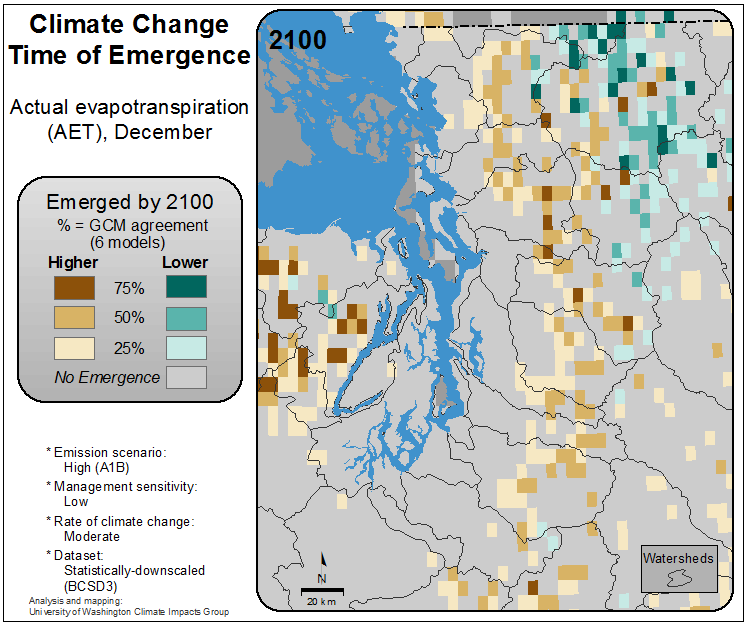 Climate Change
Time of Emergence
Actual evapotranspiration
(AET), December
Emerged by 2100
% = GCM agreement
(6 models)
Higher Lower
75%
50%
25%
No Emergence
* Emission scenario:
High (A1B)
* Management sensitivity:
Low
* Rate of climate change:
Moderate
* Dataset:
Statistically-downscaled
(BCSD3)
Analysis and mapping:
University of Washington Climate Impacts Group
2100
N
20 km
Watersheds